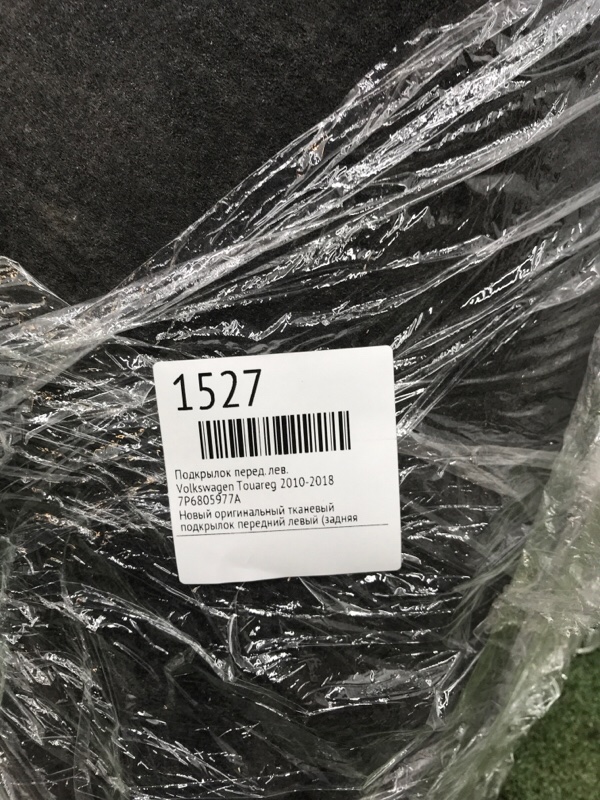 1527
Подкрылок перед. лев.
Volkswagen Touareg 2010-2018
7P6805977A
Новый оригинальный тканевый
подкрылок передний левый (задняя